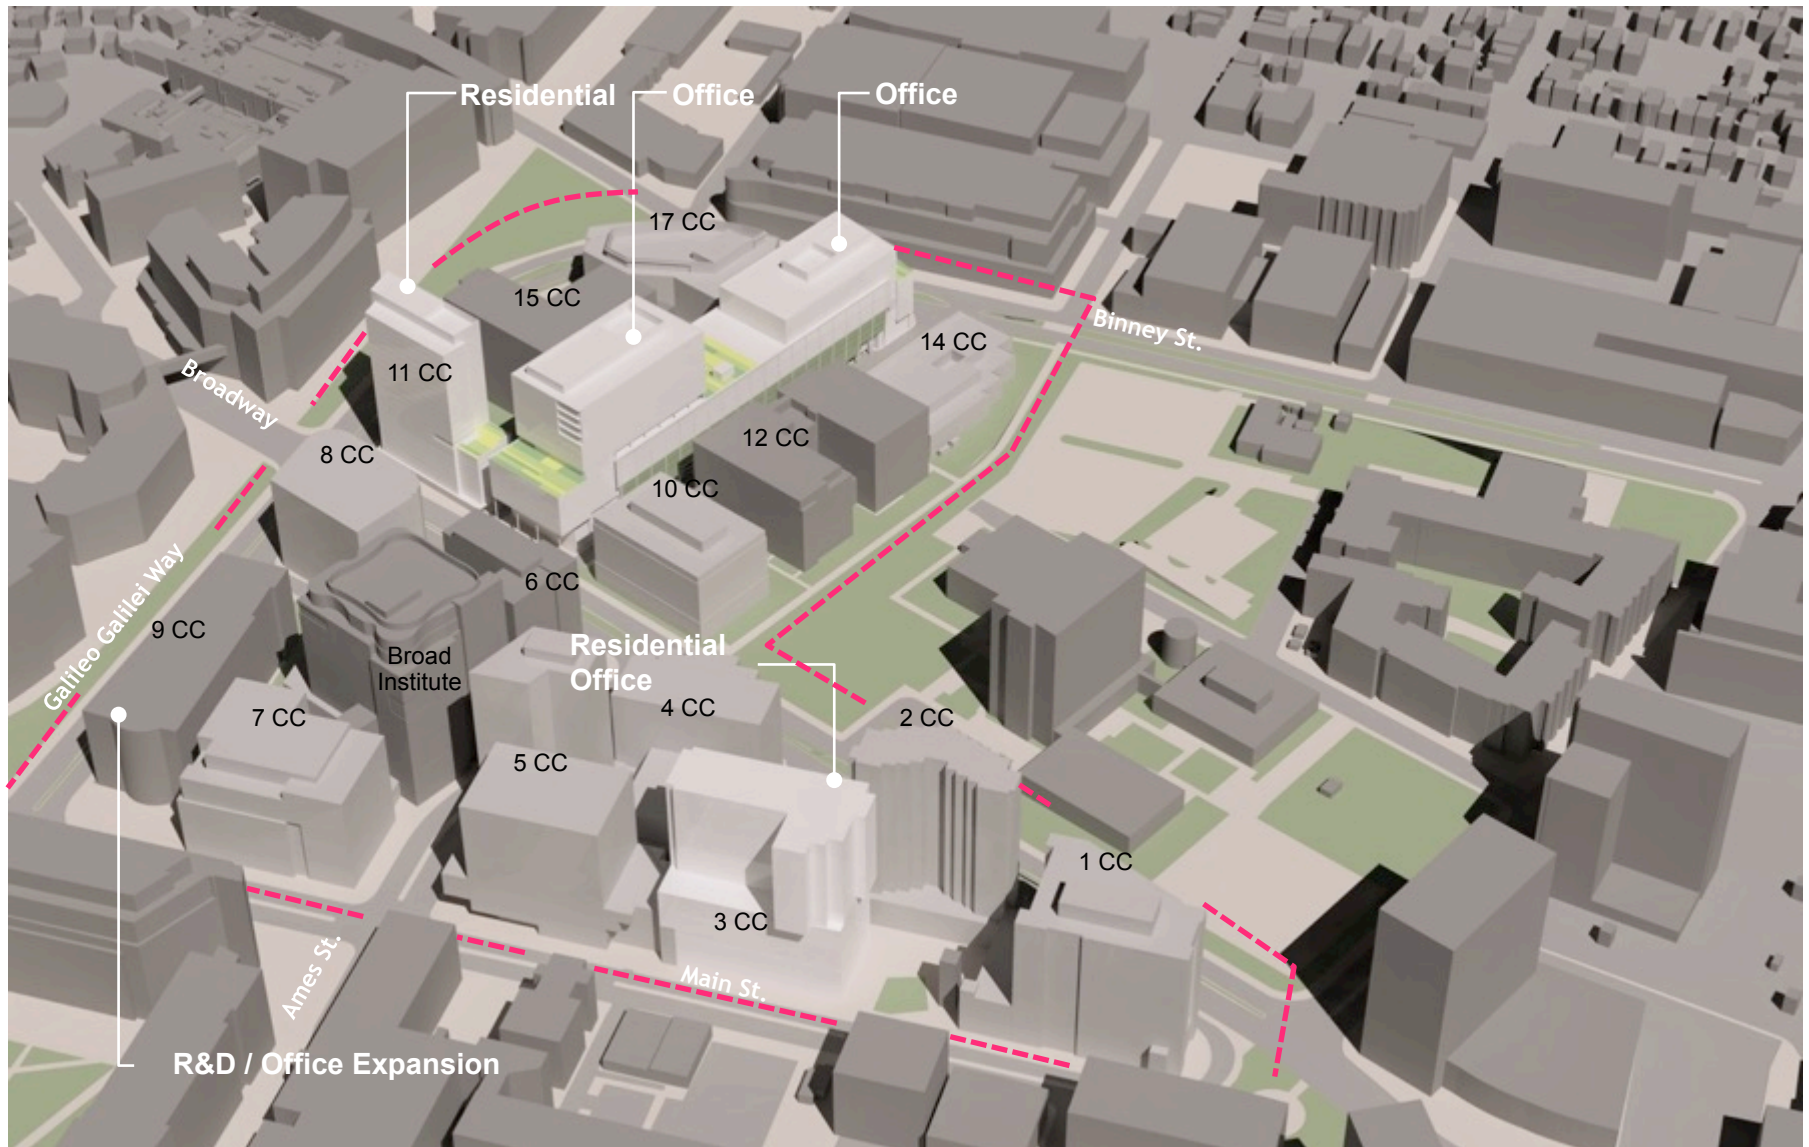 Residential
Office
Office
17 CC
15 CC
Binney St.
14 CC
11 CC
Broadway
12 CC
8 CC
10 CC
6 CC
Galileo Galilei Way
9 CC
Residential
Office
Broad
Institute
4 CC
2 CC
7 CC
5 CC
1 CC
3 CC
Ames St.
Main St.
R&D / Office Expansion